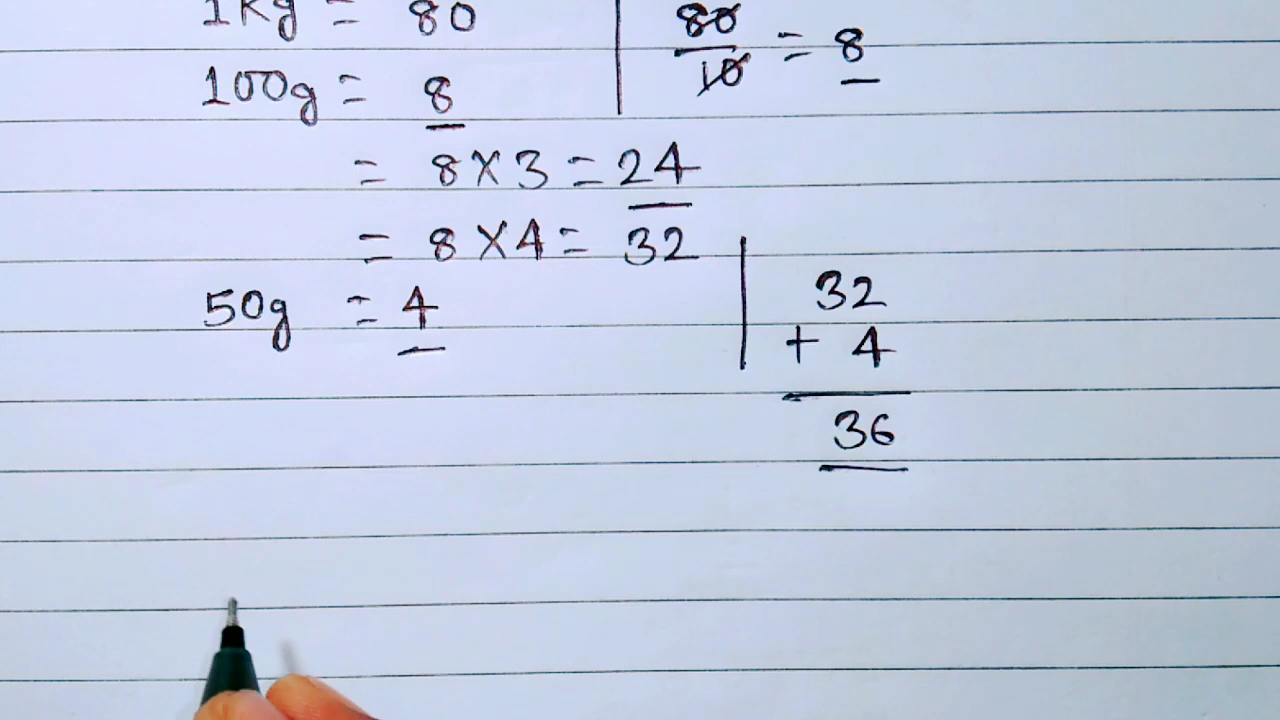 1Kg = 80
100g = 8
= 8×3 = 24
= 8×4 = 32
50g = 4
80/10 = 8
32
+ 4
36